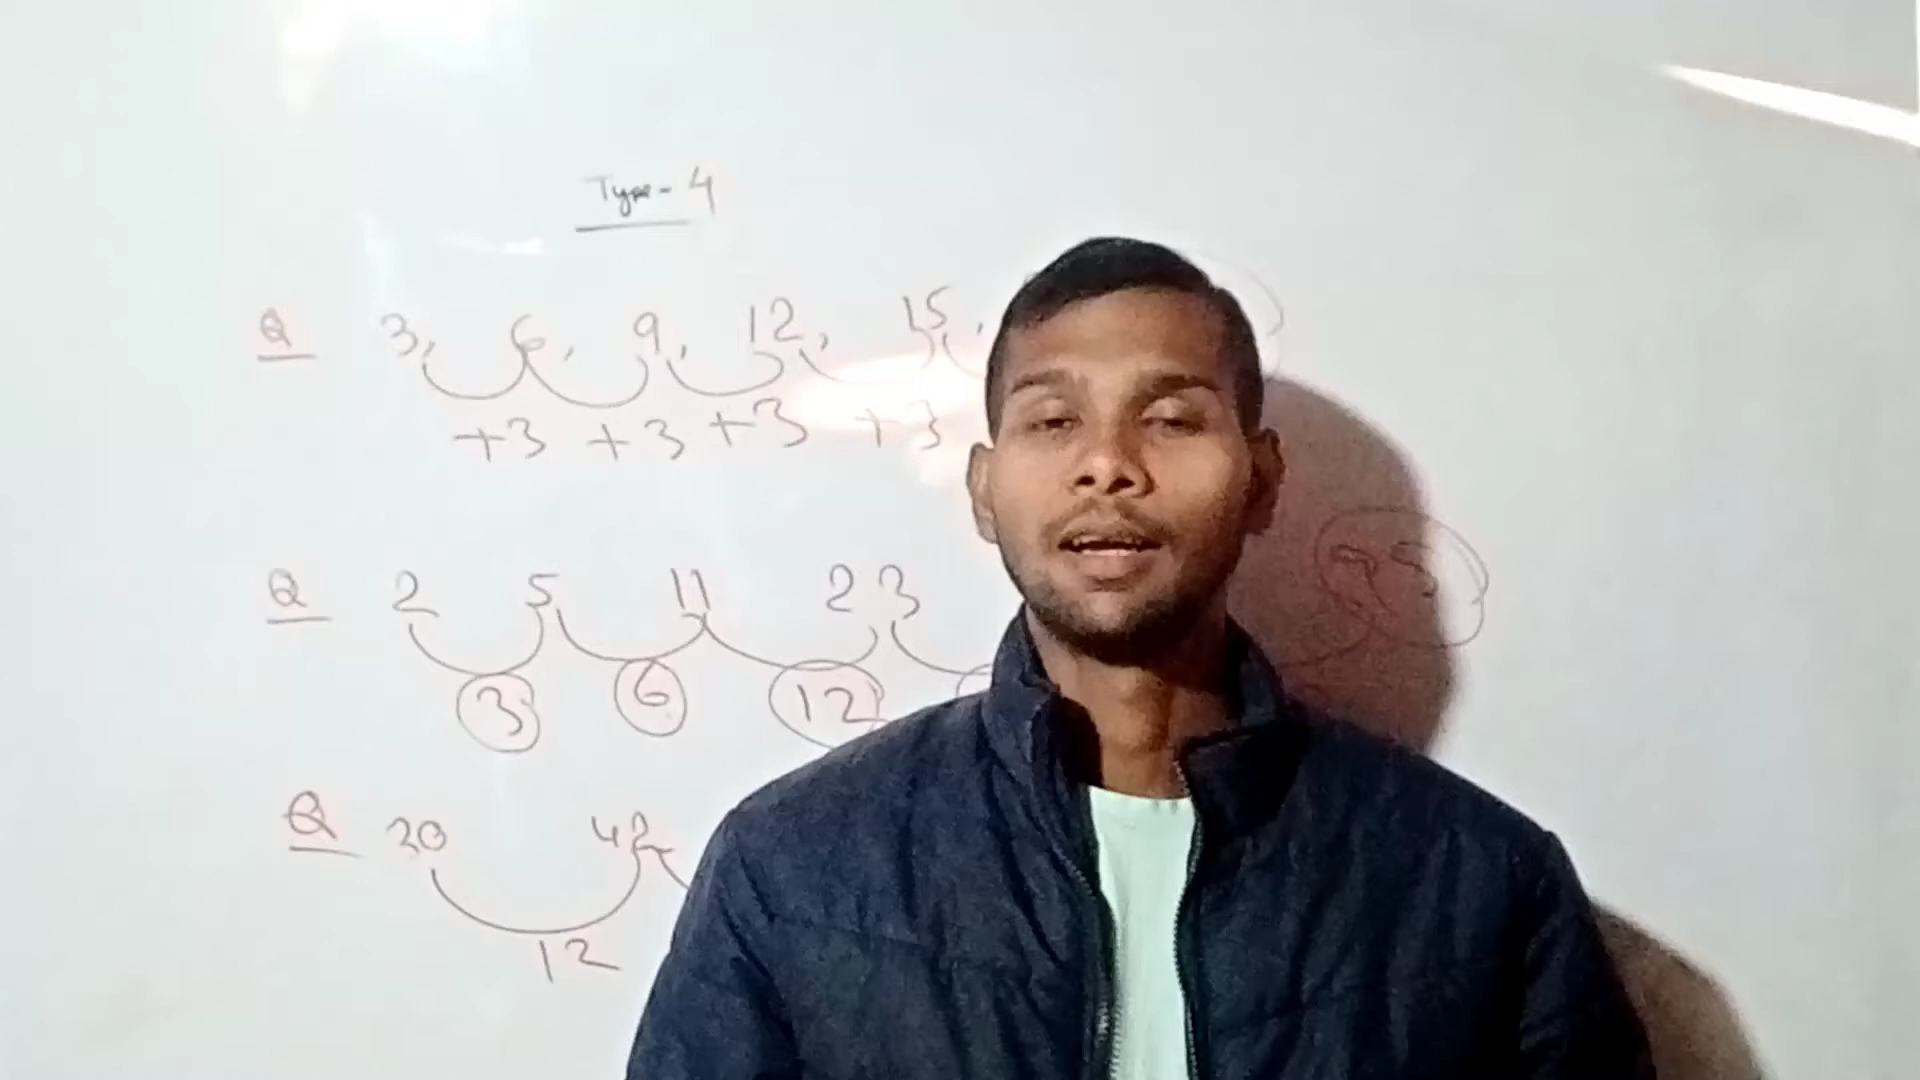 Type-4
Q 3, 6, 9, 12, 15,
+3 +3 +3 +3
Q 2 5 11 23 95
3 6 12
Q 30 42
12